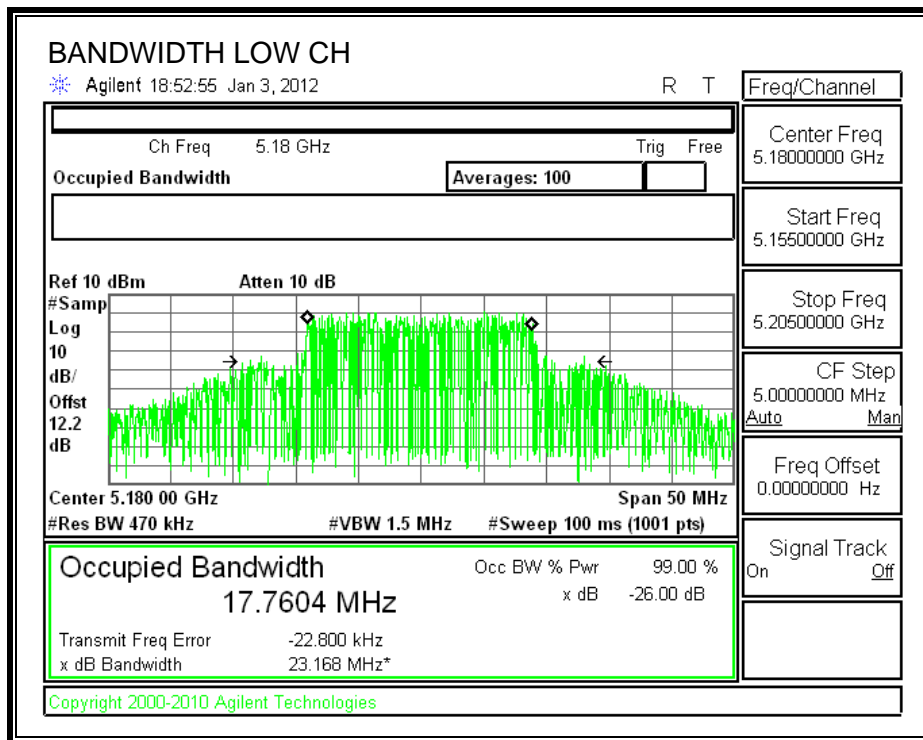 BANDWIDTH LOW CH
Agilent 18:52:55 Jan 3, 2012 R T
Freq/Channel
Ch Freq 5.18 GHz Trig Free
Occupied Bandwidth Averages: 100
Center Freq
5.18000000 GHz
Start Freq
5.15500000 GHz
Stop Freq
5.20500000 GHz
CF Step
5.00000000 MHz
Auto Man
Freq Offset
0.00000000 Hz
Signal Track
On Off
Ref 10 dBm Atten 10 dB
#Samp
Log
10
dB/
Offst
12.2
dB
Center 5.180 00 GHz Span 50 MHz
#Res BW 470 kHz #VBW 1.5 MHz #Sweep 100 ms (1001 pts)
Occupied Bandwidth Occ BW % Pwr 99.00 %
17.7604 MHz x dB -26.00 dB
Transmit Freq Error -22.800 kHz
x dB Bandwidth 23.168 MHz*
Copyright 2000-2010 Agilent Technologies